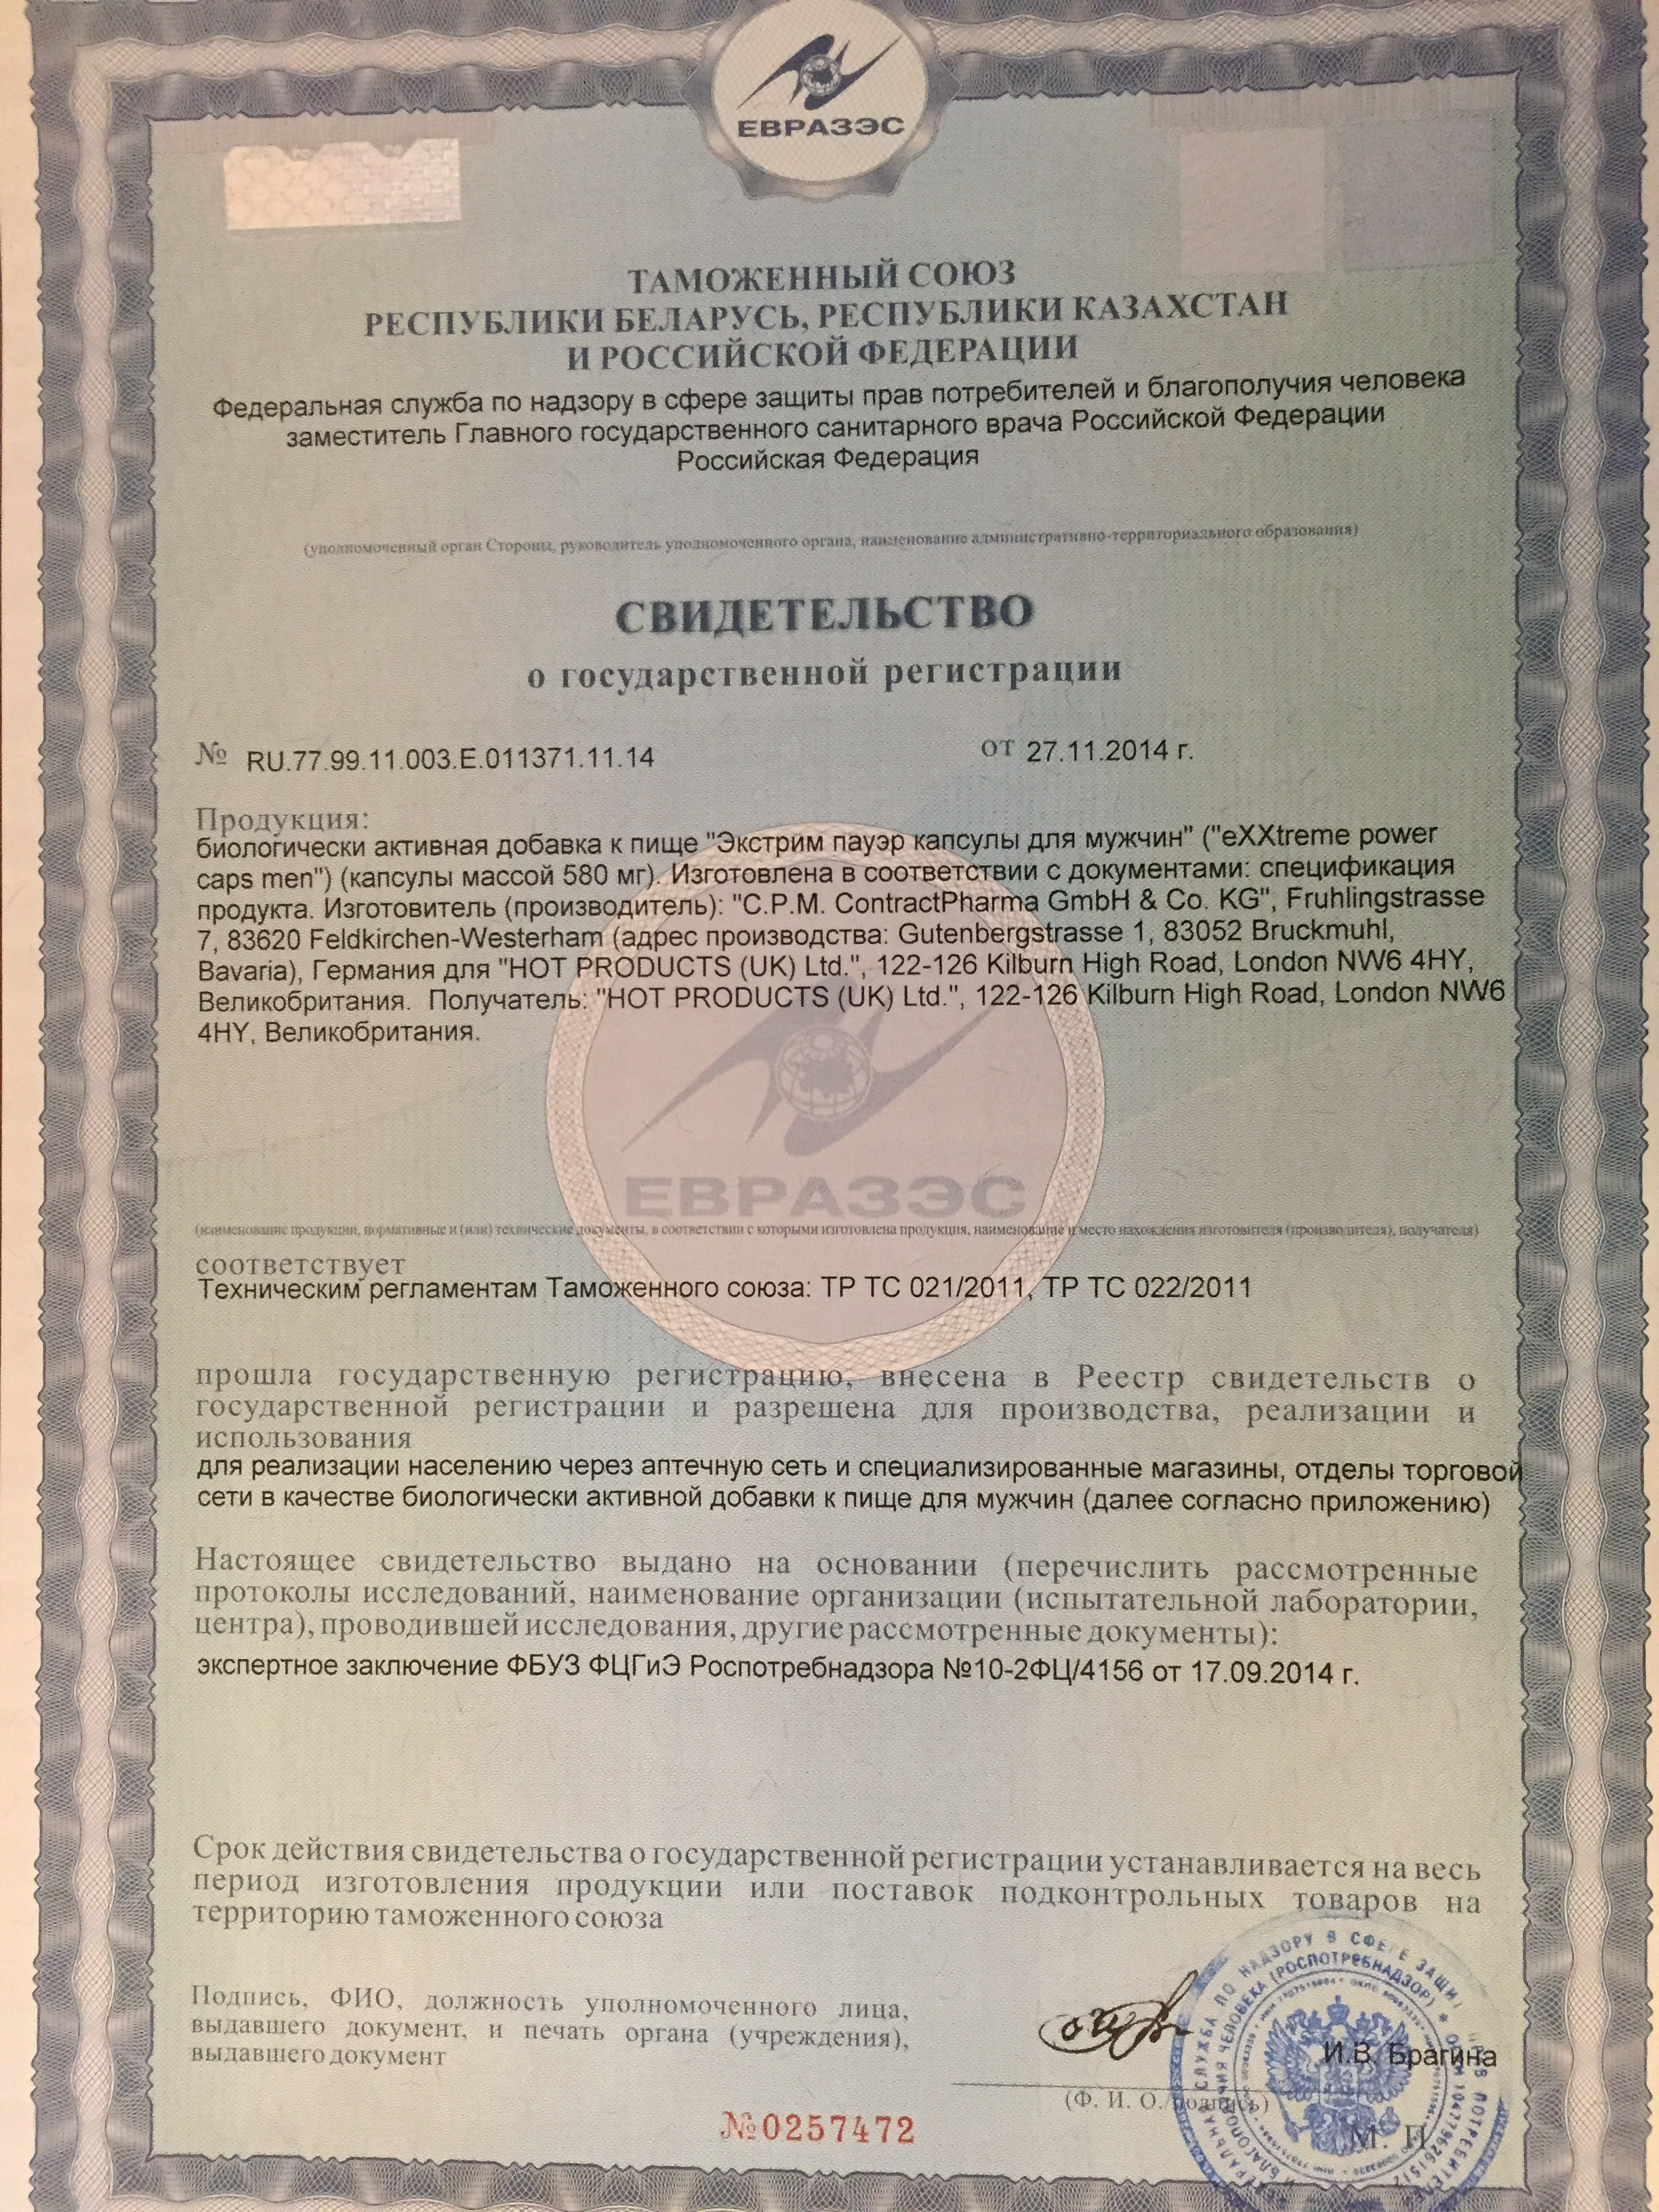 ЕВРАЗЭС
ТАМОЖЕННЫЙ СОЮЗ
РЕСПУБЛИКИ БЕЛАРУСЬ, РЕСПУБЛИКИ КАЗАХСТАН
И РОССИЙСКОЙ ФЕДЕРАЦИИ
Федеральная служба по надзору в сфере защиты прав потребителей и благополучия человека
заместитель Главного государственного санитарного врача Российской Федерации
Российская Федерация
(уполномоченный орган Стороны, руководитель уполномоченного органа, наименование административно-территориального образования)
СВИДЕТЕЛЬСТВО
о государственной регистрации
№ RU.77.99.11.003.E.011371.11.14 от 27.11.2014 г.
Продукция:
биологически активная добавка к пище "Экстрим пауэр капсулы для мужчин" ("eXXtreme power
caps men") (капсулы массой 580 мг). Изготовлена в соответствии с документами: спецификация
продукта. Изготовитель (производитель): "C.P.M. ContractPharma GmbH & Co. KG", Fruhlingstrasse
7, 83620 Feldkirchen-Westerham (адрес производства: Gutenbergstrasse 1, 83052 Bruckmuhl,
Bavaria), Германия для "HOT PRODUCTS (UK) Ltd.", 122-126 Kilburn High Road, London NW6 4HY,
Великобритания. Получатель: "HOT PRODUCTS (UK) Ltd.", 122-126 Kilburn High Road, London NW6
4HY, Великобритания.
ЕВРАЗЭС
(наименование продукции, нормативные и (или) технические документы, в соответствии с которыми изготовлена продукция, наименование и место нахождения изготовителя (производителя), получателя)
соответствует
Техническим регламентам Таможенного союза: ТР ТС 021/2011, ТР ТС 022/2011
прошла государственную регистрацию, внесена в Реестр свидетельств о
государственной регистрации и разрешена для производства, реализации и
использования
для реализации населению через аптечную сеть и специализированные магазины, отделы торговой
сети в качестве биологически активной добавки к пище для мужчин (далее согласно приложению)
Настоящее свидетельство выдано на основании (перечислить рассмотренные
протоколы исследований, наименование организации (испытательной лаборатории,
центра), проводившей исследования, другие рассмотренные документы):
экспертное заключение ФБУЗ ФЦГиЭ Роспотребнадзора №10-2ФЦ/4156 от 17.09.2014 г.
Срок действия свидетельства о государственной регистрации устанавливается на весь
период изготовления продукции или поставок подконтрольных товаров на
территорию таможенного союза
Подпись, ФИО, должность уполномоченного лица,
выдавшего документ, и печать органа (учреждения),
выдавшего документ
И.В. Брагина
(Ф. И. О./подпись)
М. П.
№0257472
СЛУЖБА ПО НАДЗОРУ В СФЕРЕ
ЧЕЛОВЕКА (РОСПОТРЕБНАДЗОР)